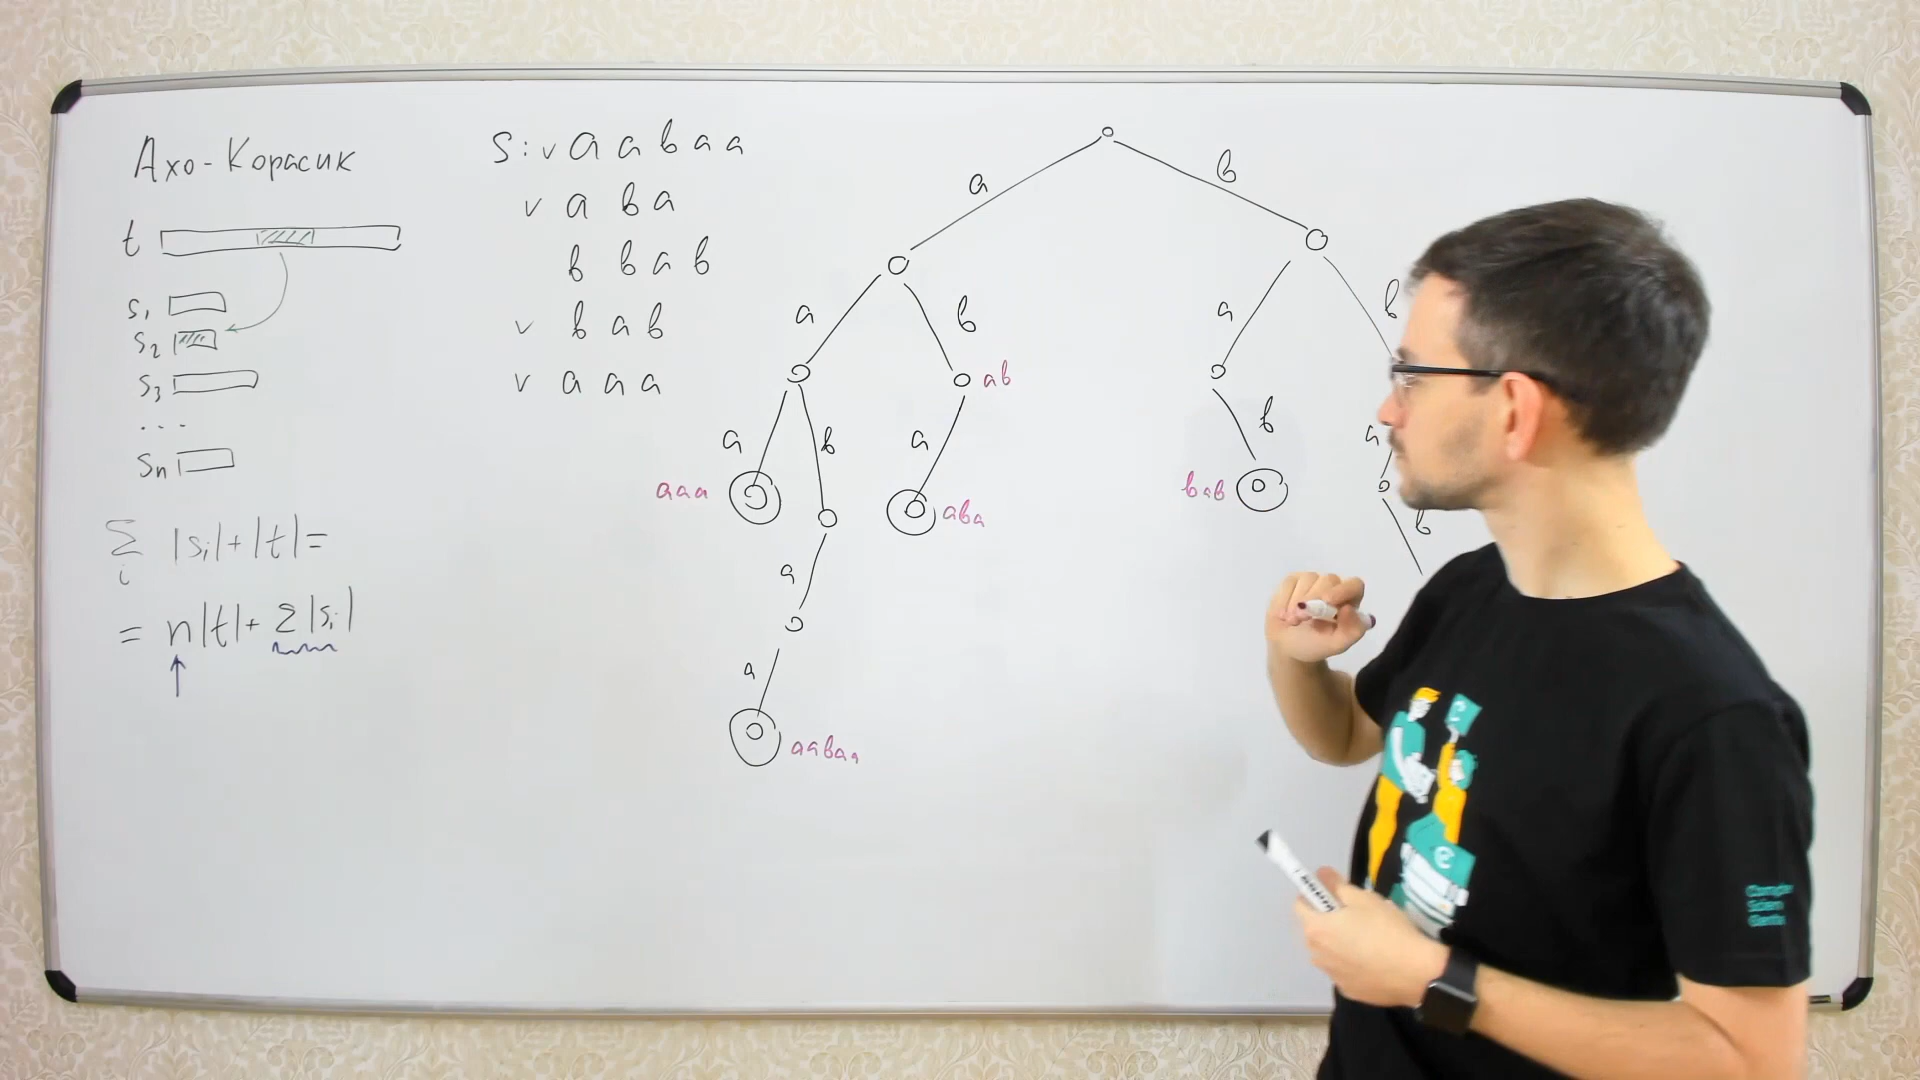 Ахо-Корасик
t
s₁
s₂
s₃
...
sₙ
∑ |sᵢ| + |t| =
i
= n|t| + Σ|sᵢ|
↑
S: v a a b a a
v a b a
b b a b
v b a b
v a a a
a
b
a
b
a
b
ab
a
b
a
b
a
aaa
aba
bab
b
a
a
aabaa